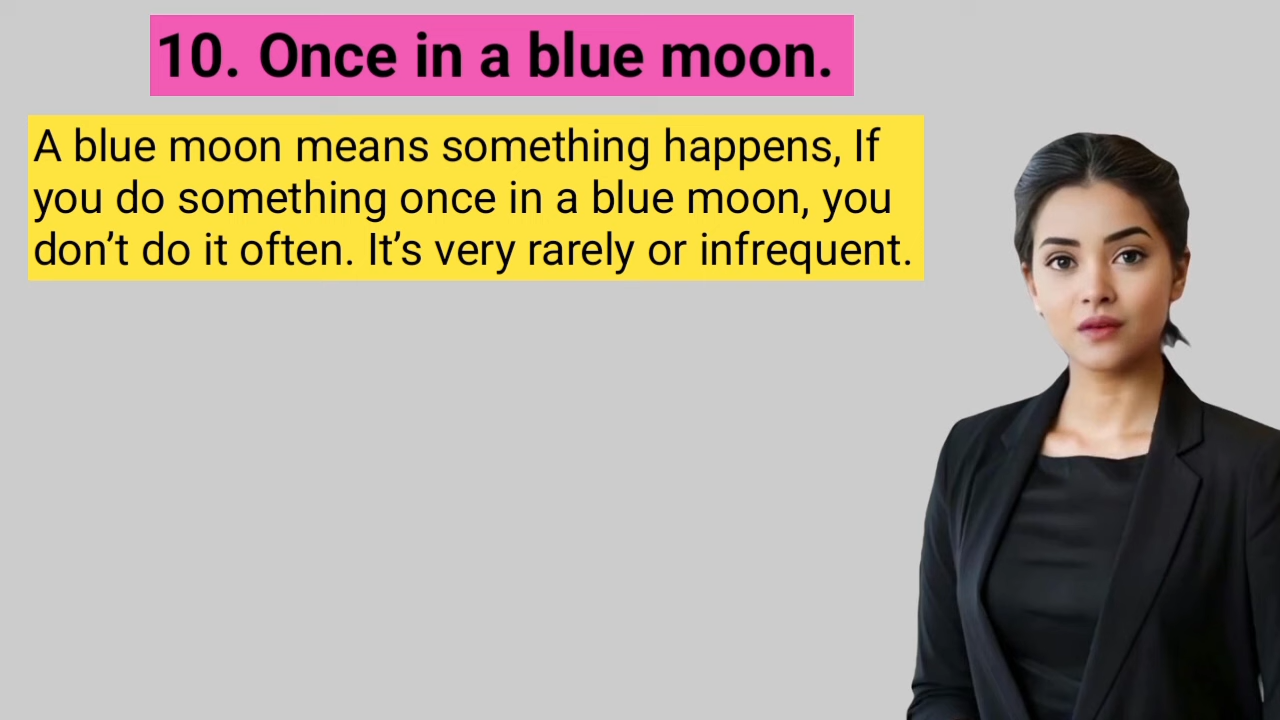 10. Once in a blue moon.
A blue moon means something happens, If
you do something once in a blue moon, you
don’t do it often. It’s very rarely or infrequent.